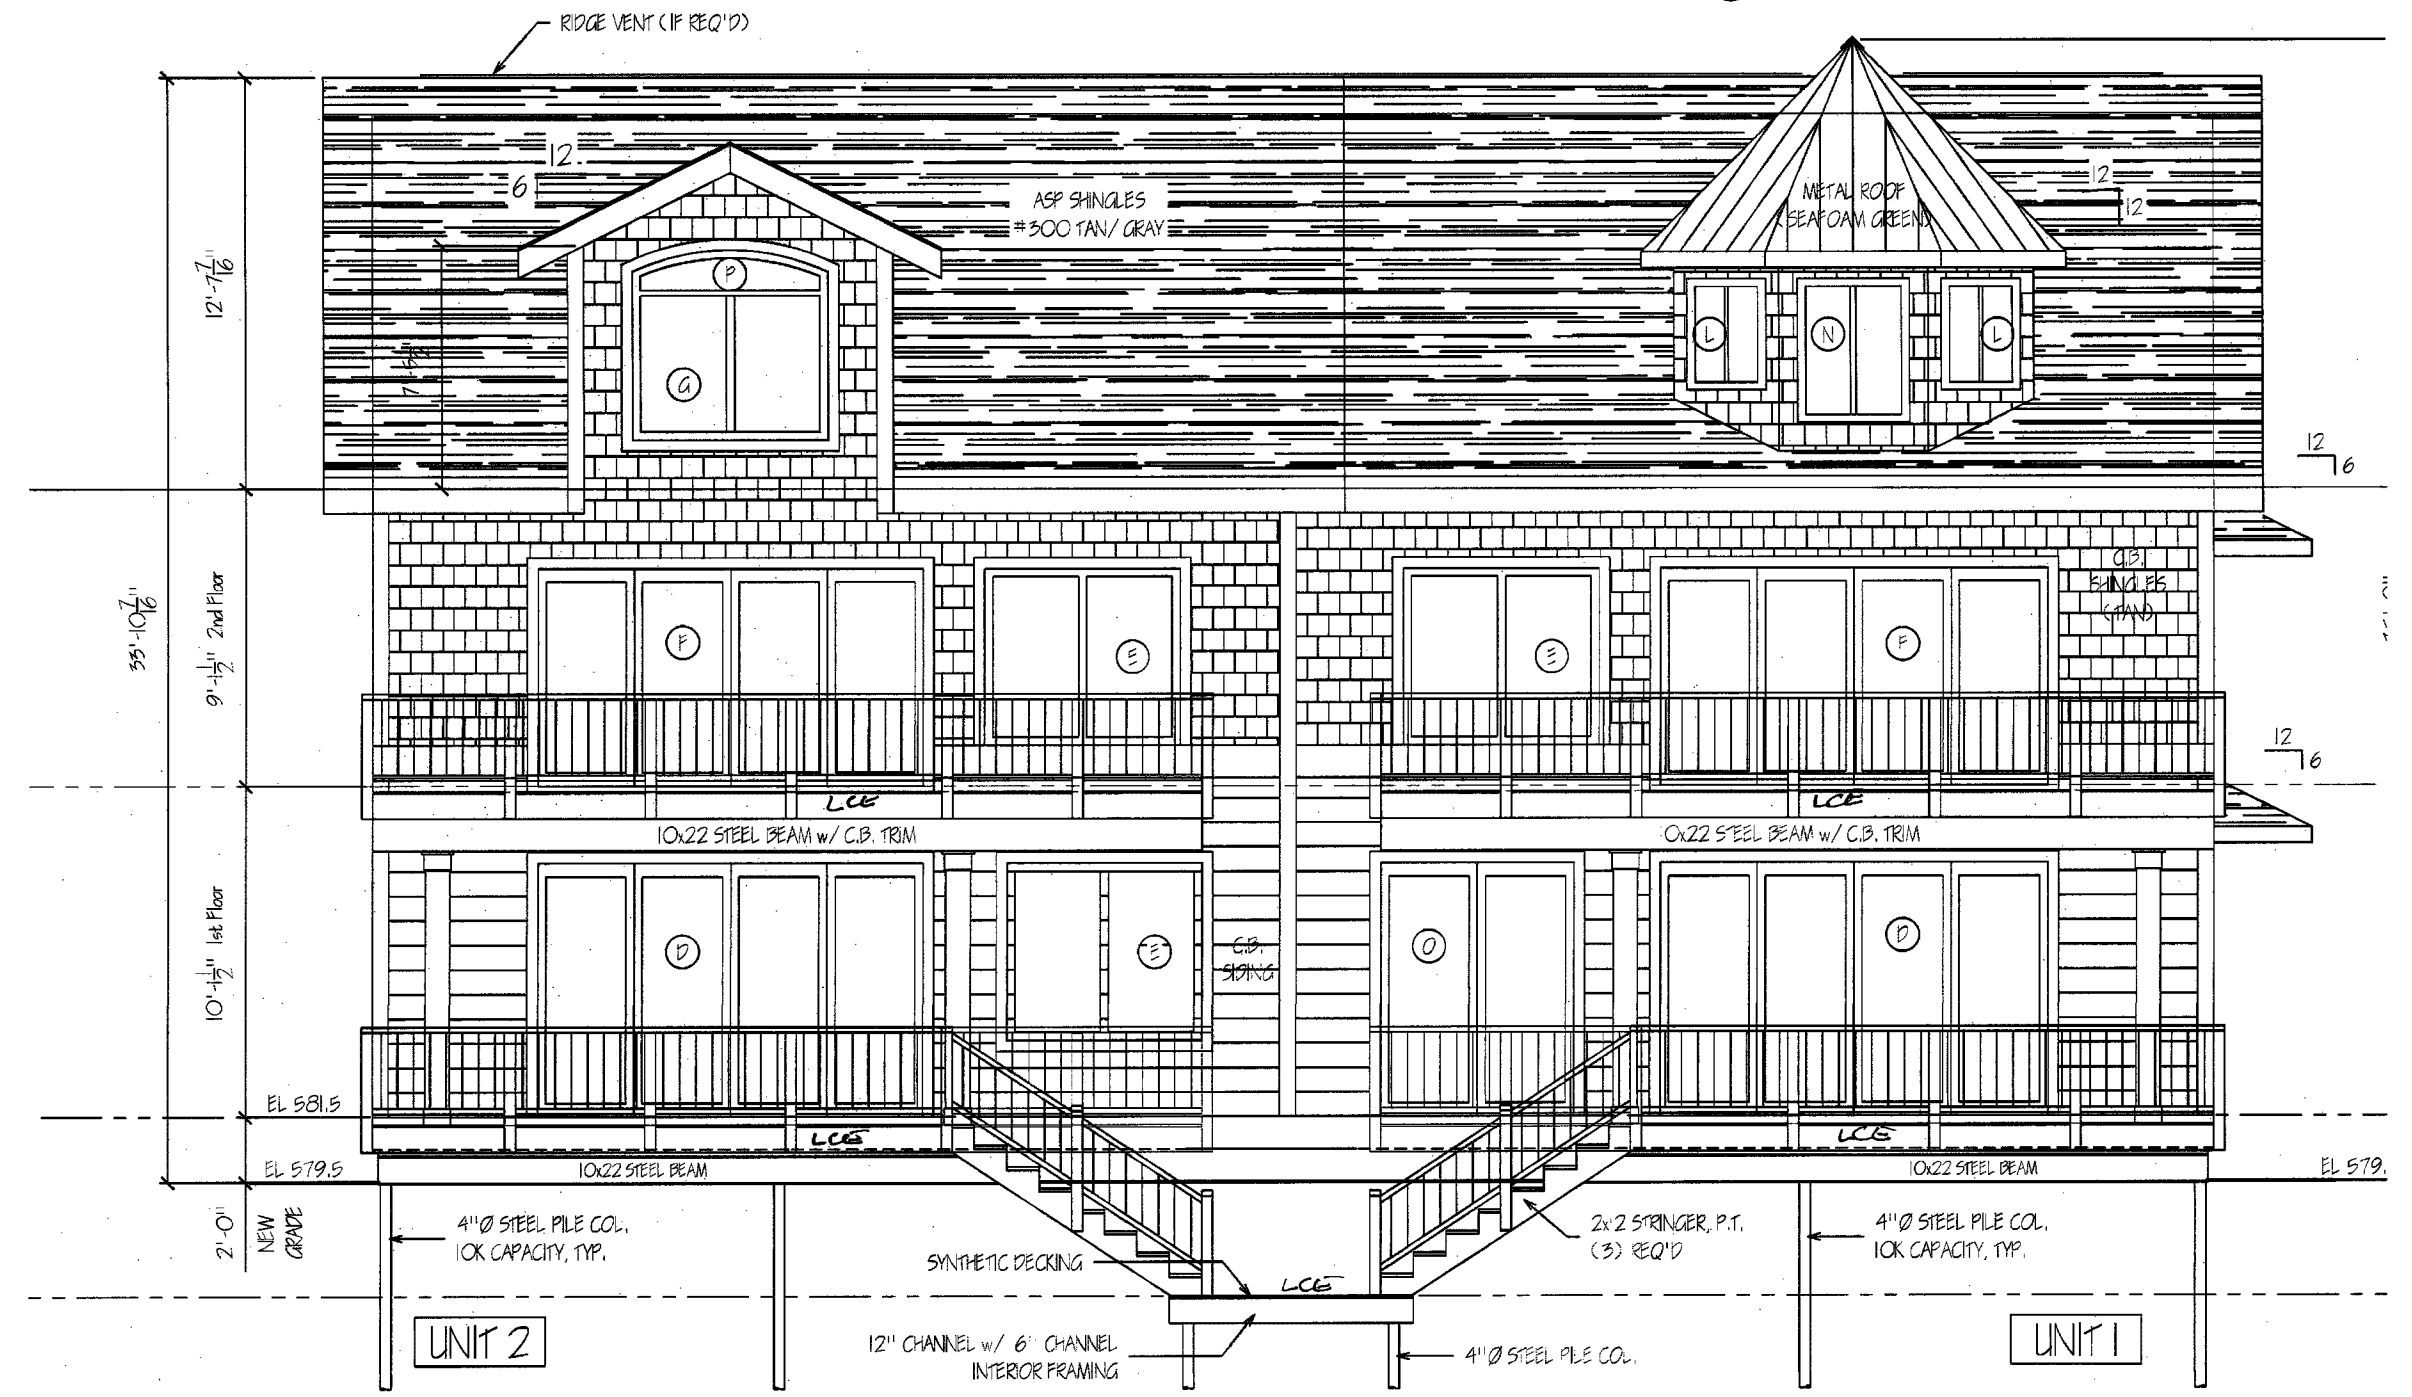 RIDGE VENT (IF REQ'D)
12
6
ASP SHINGLES
#300 TAN/ GRAY
METAL ROOF
(SEAFOAM GREEN)
12
12
12'-7 7/16"
P
G
L
N
L
12
6
33'-10 7/16"
9'-1 1/2" 2nd Floor
C.B.
SHINGLES
(TAN)
F
E
E
F
12
6
LCE
LCE
10x22 STEEL BEAM w/ C.B. TRIM
0x22 STEEL BEAM w/ C.B. TRIM
10'-1 1/2" 1st Floor
D
E
C.B.
SIDING
O
D
EL 581.5
LCE
LCE
EL 579.5
10x22 STEEL BEAM
10x22 STEEL BEAM
EL 579.
2'-0"
NEW
GRADE
4"Ø STEEL PILE COL.
10K CAPACITY, TYP.
2x12 STRINGER, P.T.
(3) REQ'D
4"Ø STEEL PILE COL.
10K CAPACITY, TYP.
SYNTHETIC DECKING
LCE
UNIT 2
12" CHANNEL w/ 6" CHANNEL
INTERIOR FRAMING
4"Ø STEEL PILE COL.
UNIT 1